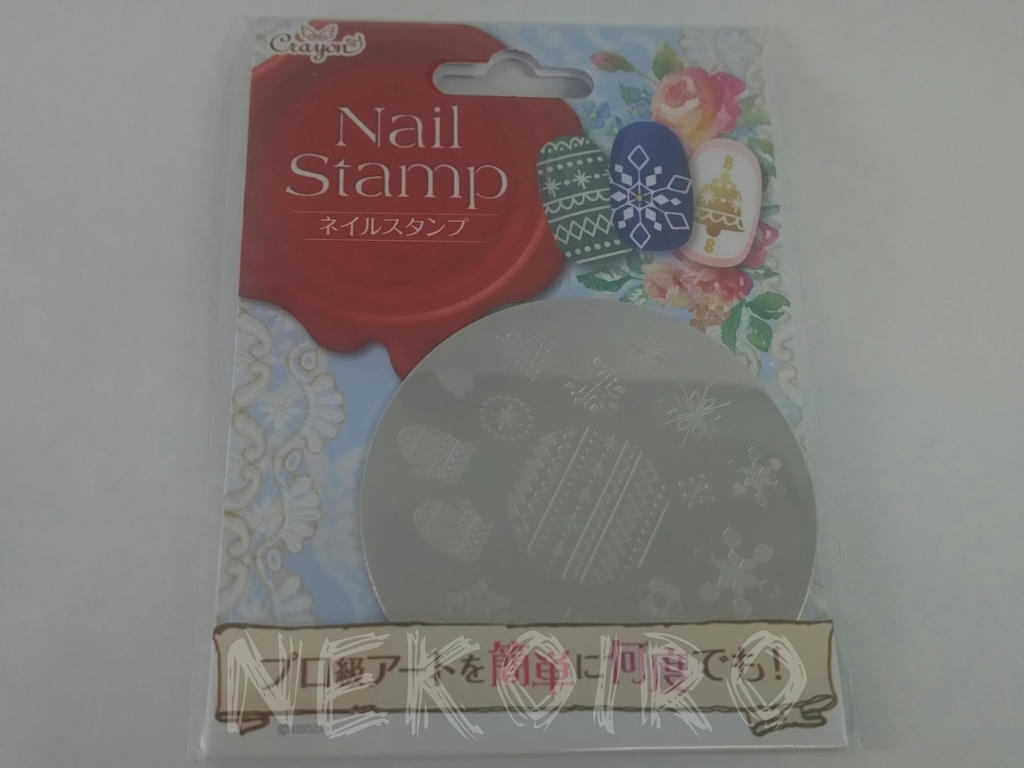 Crayon
Nail
Stamp
ネイルスタンプ
プロ級アートを簡単に何度でも!
NEKOIRO